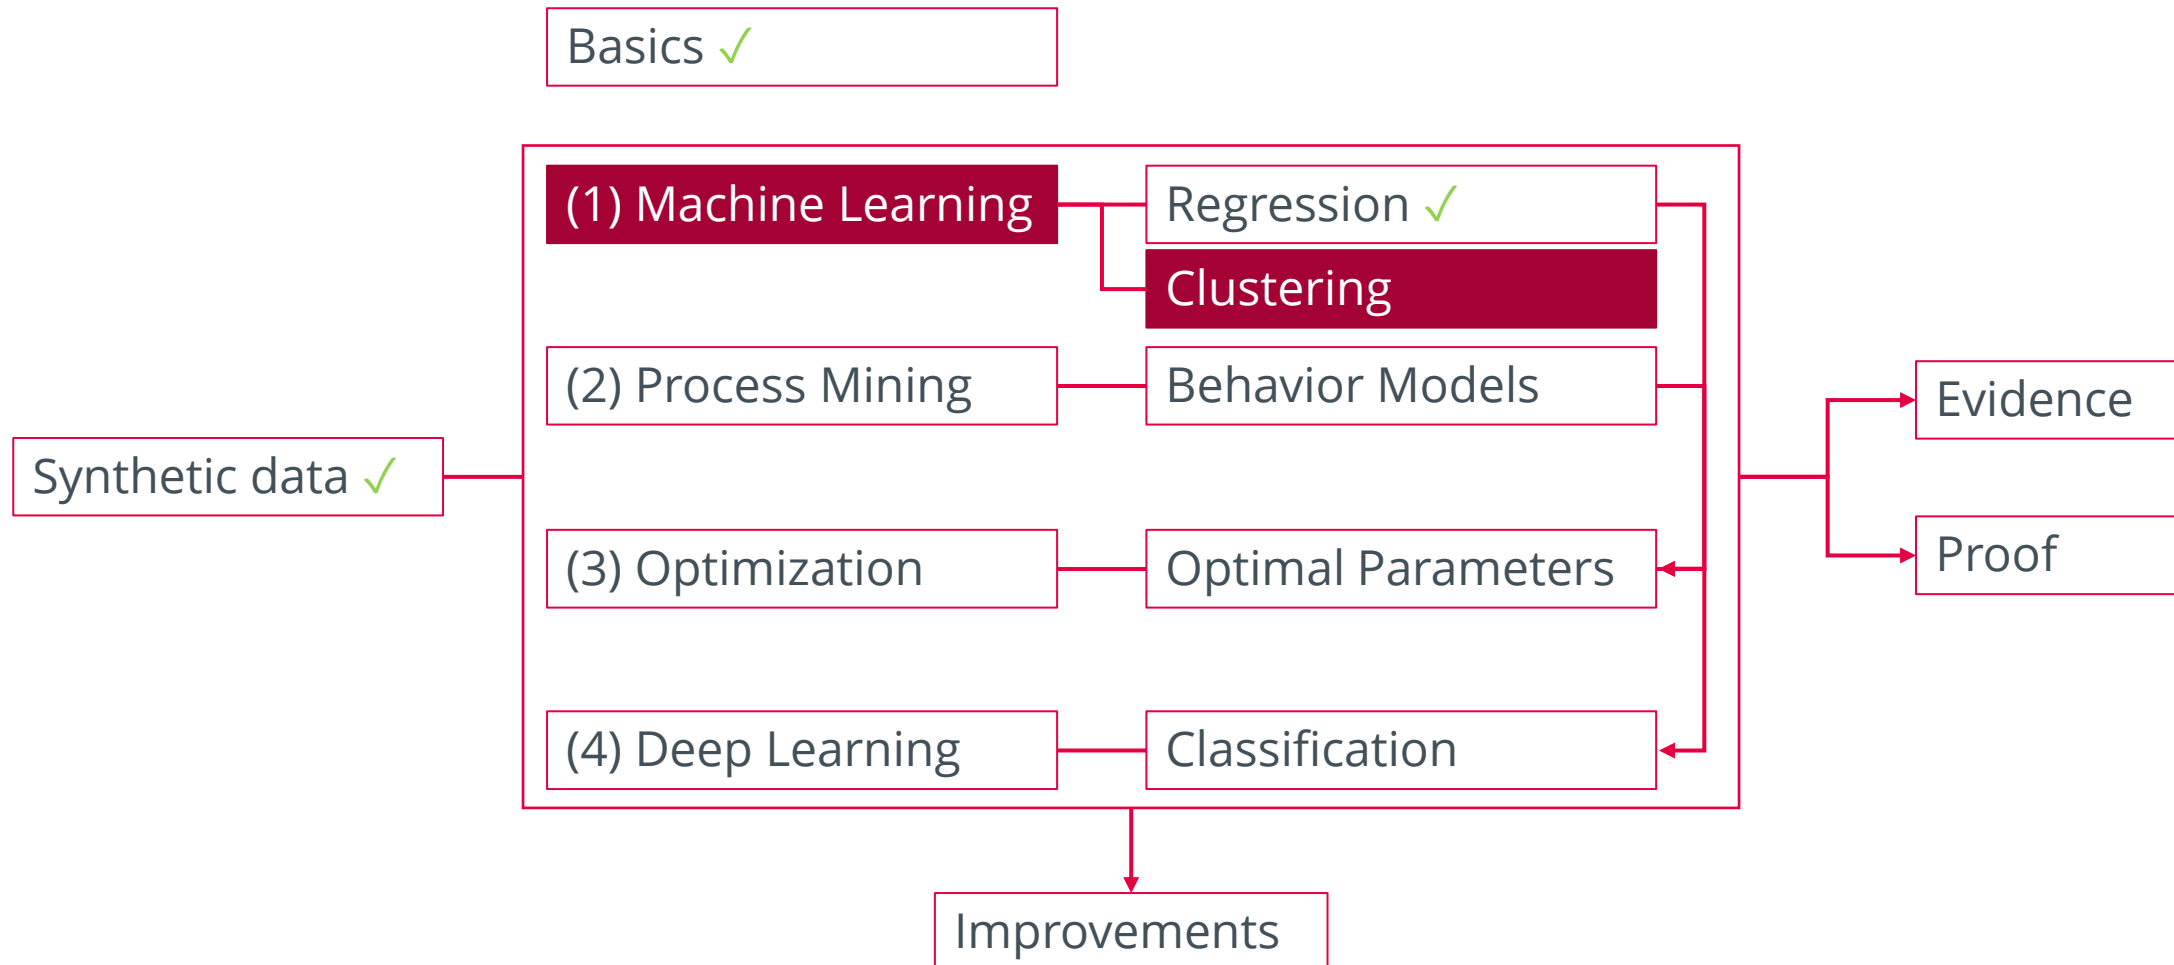 Basics ✓
(1) Machine Learning
Regression ✓
Clustering
(2) Process Mining
Behavior Models
Evidence
Synthetic data ✓
(3) Optimization
Optimal Parameters
Proof
(4) Deep Learning
Classification
Improvements